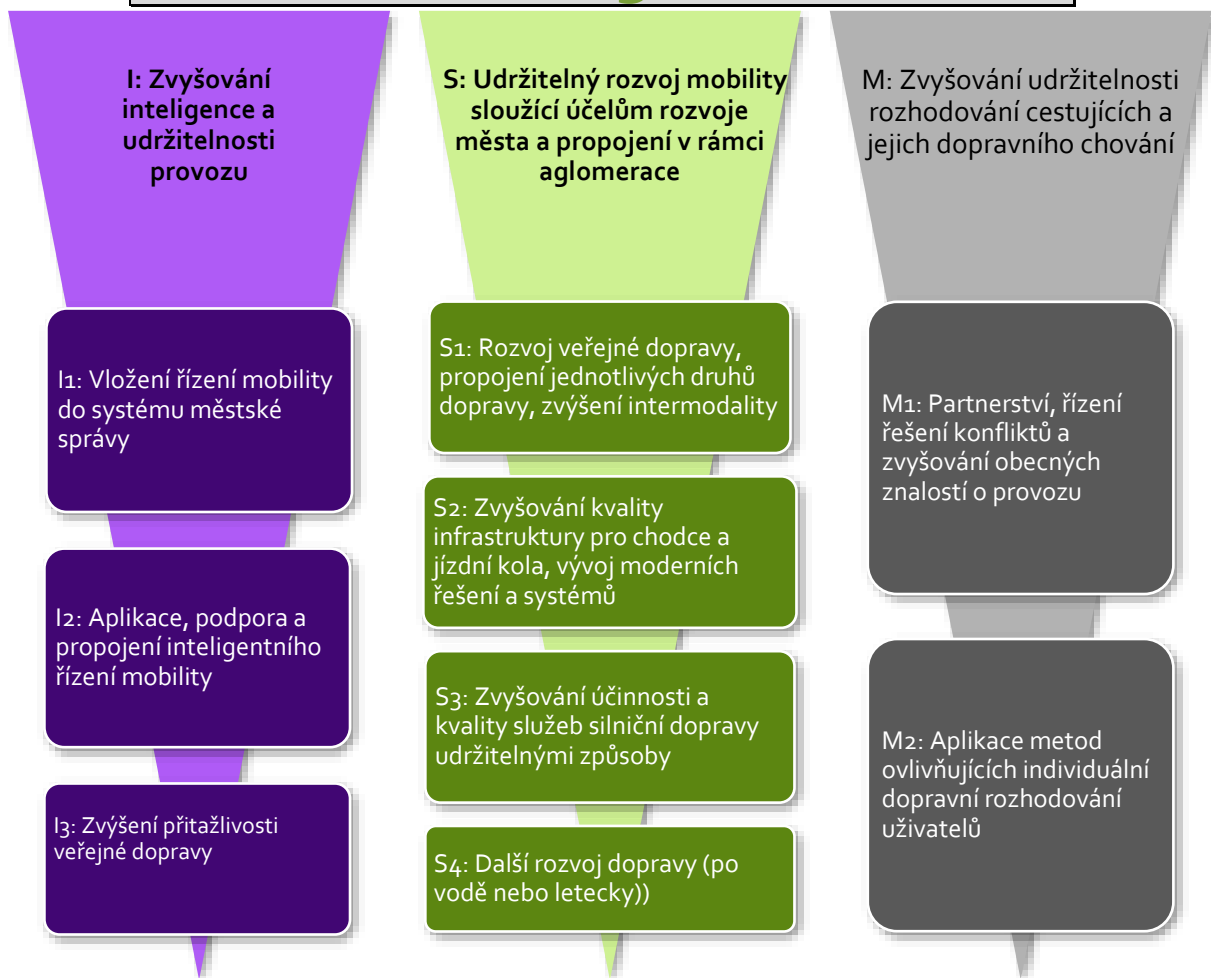 I: Zvyšování
inteligence a
udržitelnosti
provozu
I1: Vložení řízení mobility
do systému městské
správy
I2: Aplikace, podpora a
propojení inteligentního
řízení mobility
I3: Zvýšení přitažlivosti
veřejné dopravy
S: Udržitelný rozvoj mobility
sloužící účelům rozvoje
města a propojení v rámci
aglomerace
S1: Rozvoj veřejné dopravy,
propojení jednotlivých druhů
dopravy, zvýšení intermodality
S2: Zvyšování kvality
infrastruktury pro chodce a
jízdní kola, vývoj moderních
řešení a systémů
S3: Zvyšování účinnosti a
kvality služeb silniční dopravy
udržitelnými způsoby
S4: Další rozvoj dopravy (po
vodě nebo letecky))
M: Zvyšování udržitelnosti
rozhodování cestujících a
jejich dopravního chování
M1: Partnerství, řízení
řešení konfliktů a
zvyšování obecných
znalostí o provozu
M2: Aplikace metod
ovlivňujících individuální
dopravní rozhodování
uživatelů